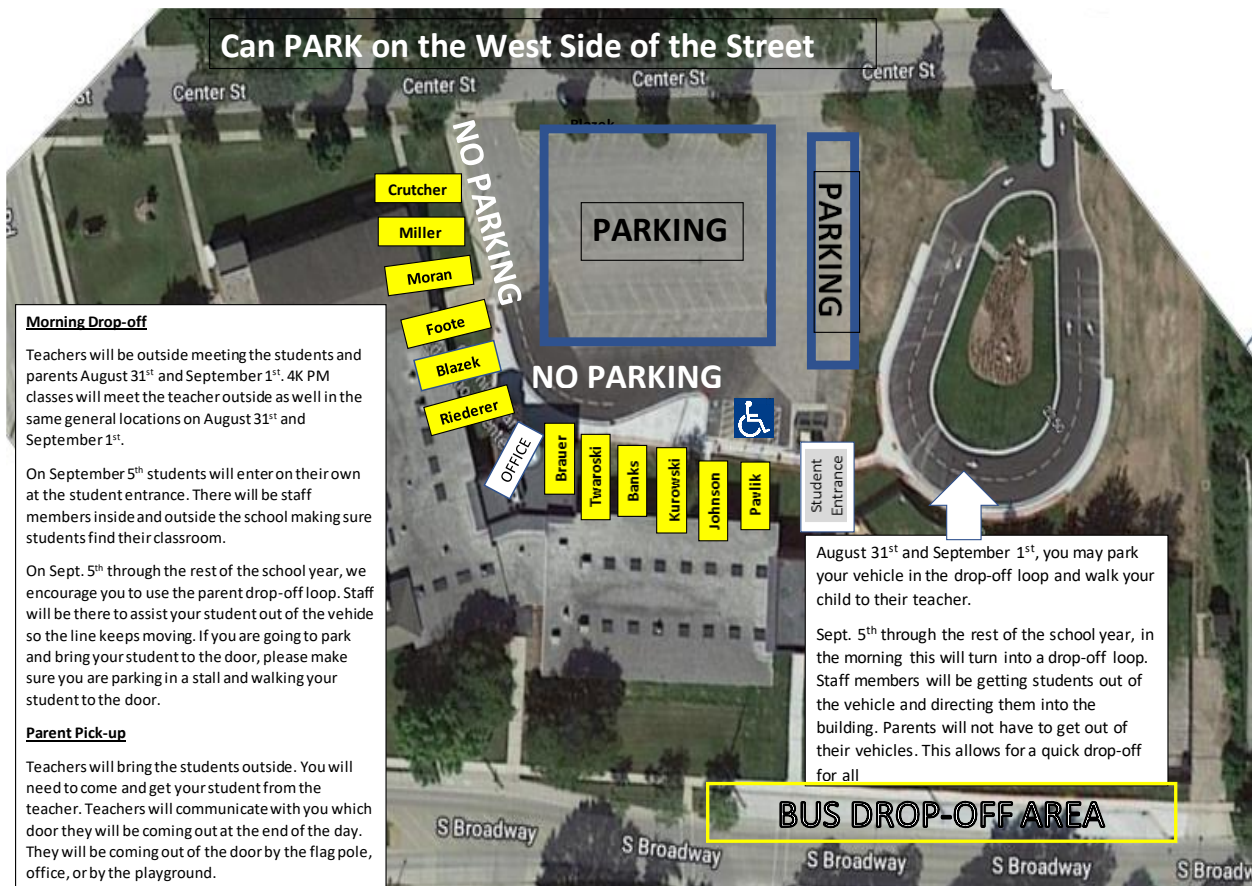 Can PARK on the West Side of the Street
St
Center St
Center St
Center St
Center St
Blazek
NO PARKING
PARKING
PARKING
Crutcher
Miller
Moran
Foote
Blazek
Riederer
NO PARKING
OFFICE
Brauer
Twaroski
Banks
Kurowski
Johnson
Pavlik
Student
Entrance
Morning Drop-off
Teachers will be outside meeting the students and
parents August 31st and September 1st. 4K PM
classes will meet the teacher outside as well in the
same general locations on August 31st and
September 1st.
On September 5th students will enter on their own
at the student entrance. There will be staff
members inside and outside the school making sure
students find their classroom.
On Sept. 5th through the rest of the school year, we
encourage you to use the parent drop-off loop. Staff
will be there to assist your student out of the vehicle
so the line keeps moving. If you are going to park
and bring your student to the door, please make
sure you are parking in a stall and walking your
student to the door.
Parent Pick-up
Teachers will bring the students outside. You will
need to come and get your student from the
teacher. Teachers will communicate with you which
door they will be coming out at the end of the day.
They will be coming out of the door by the flag pole,
office, or by the playground.
August 31st and September 1st, you may park
your vehicle in the drop-off loop and walk your
child to their teacher.
Sept. 5th through the rest of the school year, in
the morning this will turn into a drop-off loop.
Staff members will be getting students out of
the vehicle and directing them into the
building. Parents will not have to get out of
their vehicles. This allows for a quick drop-off
for all
BUS DROP-OFF AREA
S Broadway
S Broadway
S Broadway
S Broadway
S Broadw